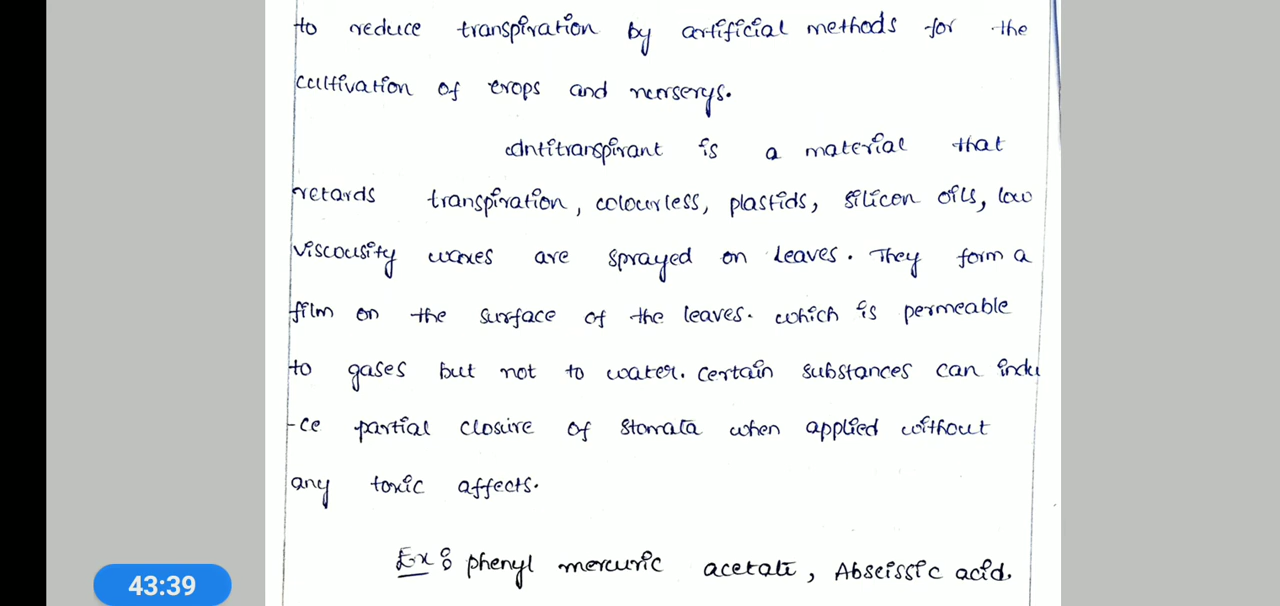 to reduce transpiration by artificial methods for the
cultivation of crops and nurserys.
Antitranspirant is a material that
retards transpiration, colourless, plastids, silicon oils, low
viscousity waxes are sprayed on leaves. They form a
film on the surface of the leaves. which is permeable
to gases but not to water. certain substances can indu
-ce partial closure of stomata when applied without
any toxic affects.
Ex: phenyl mercuric acetate, Abseissic acid.
43:39